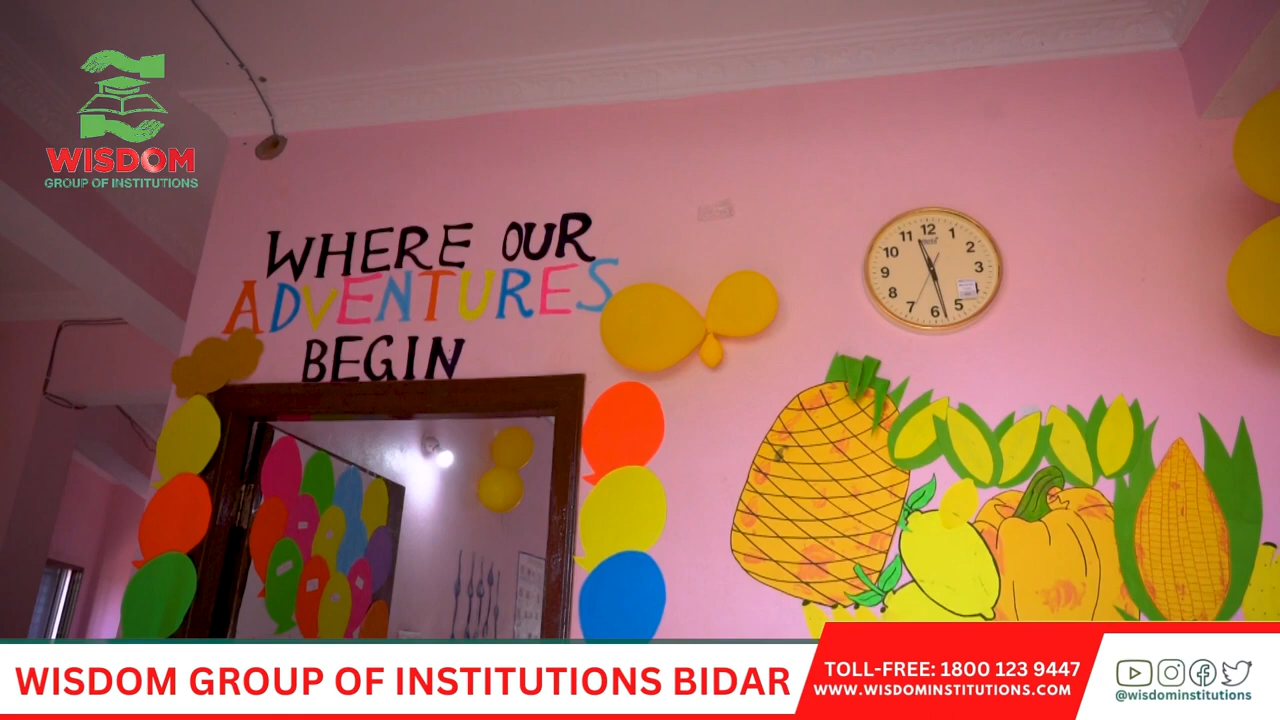 WISDOM
GROUP OF INSTITUTIONS
WHERE OUR
ADVENTURES
BEGIN
11 12 1
10 2
9 3
8
7 6 5
WISDOM GROUP OF INSTITUTIONS BIDAR
TOLL-FREE: 1800 123 9447
WWW.WISDOMINSTITUTIONS.COM
@wisdominstitutions